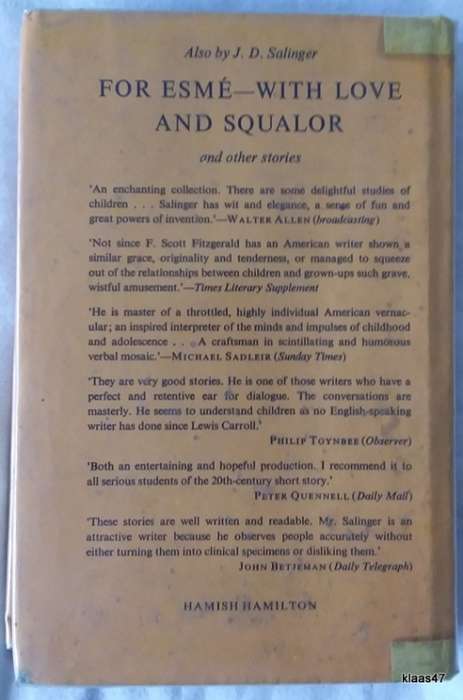 Also by J. D. Salinger
FOR ESMÉ—WITH LOVE
AND SQUALOR
and other stories
'An enchanting collection. There are some delightful studies of
children . . . Salinger has wit and elegance, a sense of fun and
great powers of invention.'—WALTER ALLEN (broadcasting)
'Not since F. Scott Fitzgerald has an American writer shown a
similar grace, originality and tenderness, or managed to squeeze
out of the relationships between children and grown-ups such grave,
wistful amusement.'—Times Literary Supplement
'He is master of a throttled, highly individual American vernac-
ular; an inspired interpreter of the minds and impulses of childhood
and adolescence . . . A craftsman in scintillating and humorous
verbal mosaic.'—MICHAEL SADLEIR (Sunday Times)
'They are very good stories. He is one of those writers who have a
perfect and retentive ear for dialogue. The conversations are
masterly. He seems to understand children as no English-speaking
writer has done since Lewis Carroll.'
PHILIP TOYNBEE (Observer)
'Both an entertaining and hopeful production. I recommend it to
all serious students of the 20th-century short story.'
PETER QUENNELL (Daily Mail)
'These stories are well written and readable. Mr. Salinger is an
attractive writer because he observes people accurately without
either turning them into clinical specimens or disliking them.'
JOHN BETJEMAN (Daily Telegraph)
HAMISH HAMILTON
klaas47